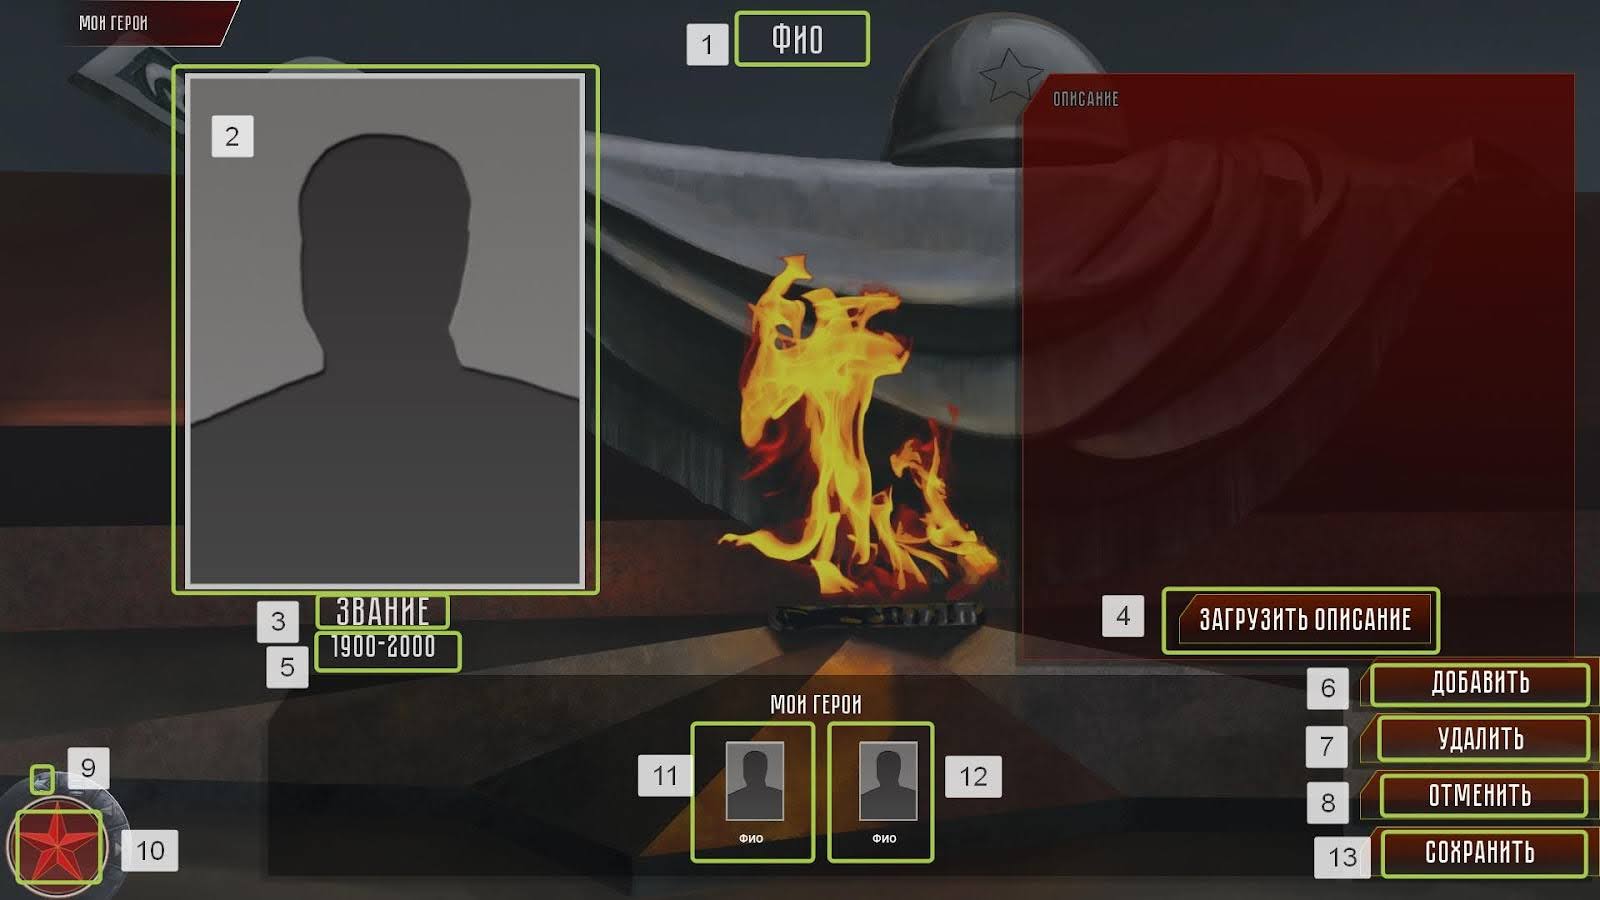 МОИ ГЕРОИ
1
ФИО
2
ОПИСАНИЕ
3
ЗВАНИЕ
4
ЗАГРУЗИТЬ ОПИСАНИЕ
5
1900-2000
6
ДОБАВИТЬ
МОИ ГЕРОИ
7
УДАЛИТЬ
8
ОТМЕНИТЬ
9
10
11
ФИО
12
ФИО
13
СОХРАНИТЬ